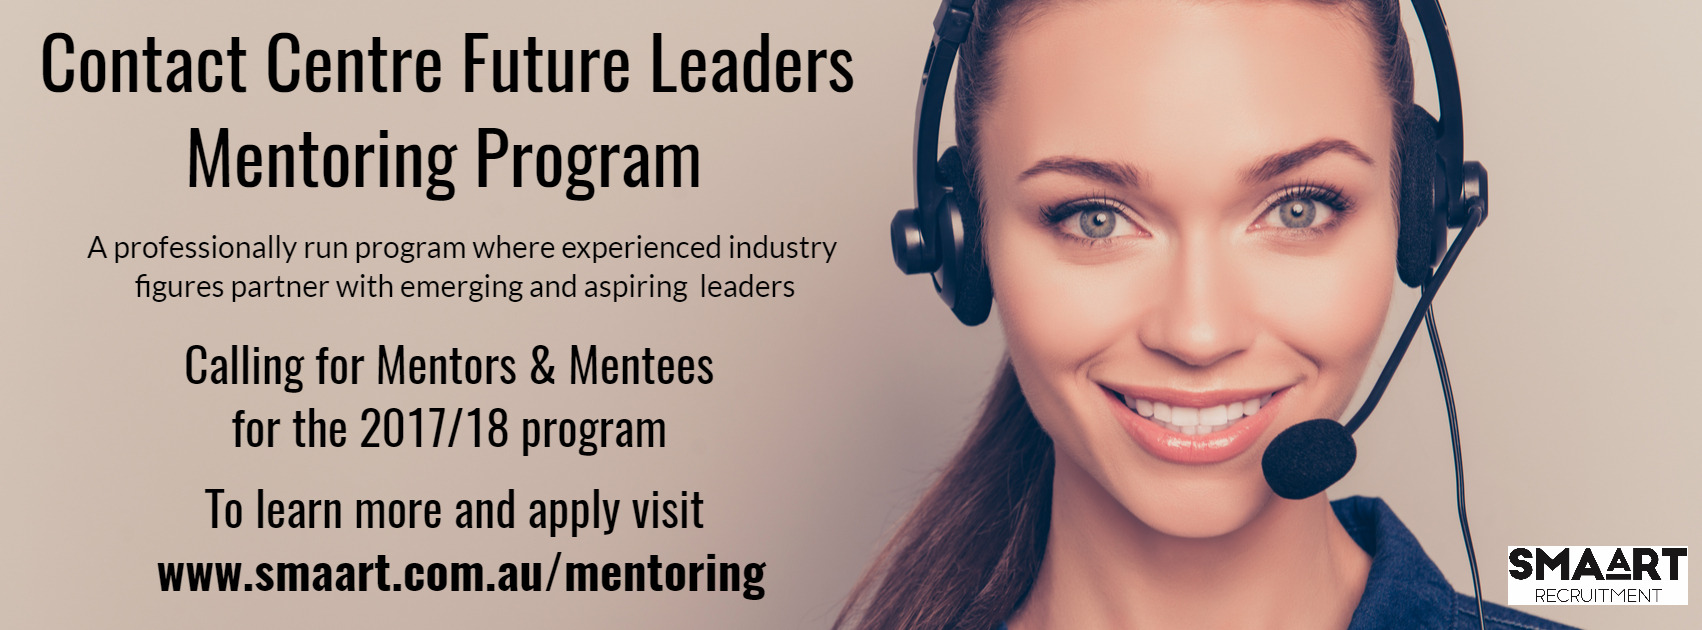 Contact Centre Future Leaders
Mentoring Program
A professionally run program where experienced industry
figures partner with emerging and aspiring leaders
Calling for Mentors & Mentees
for the 2017/18 program
To learn more and apply visit
www.smaart.com.au/mentoring
SMAART
RECRUITMENT